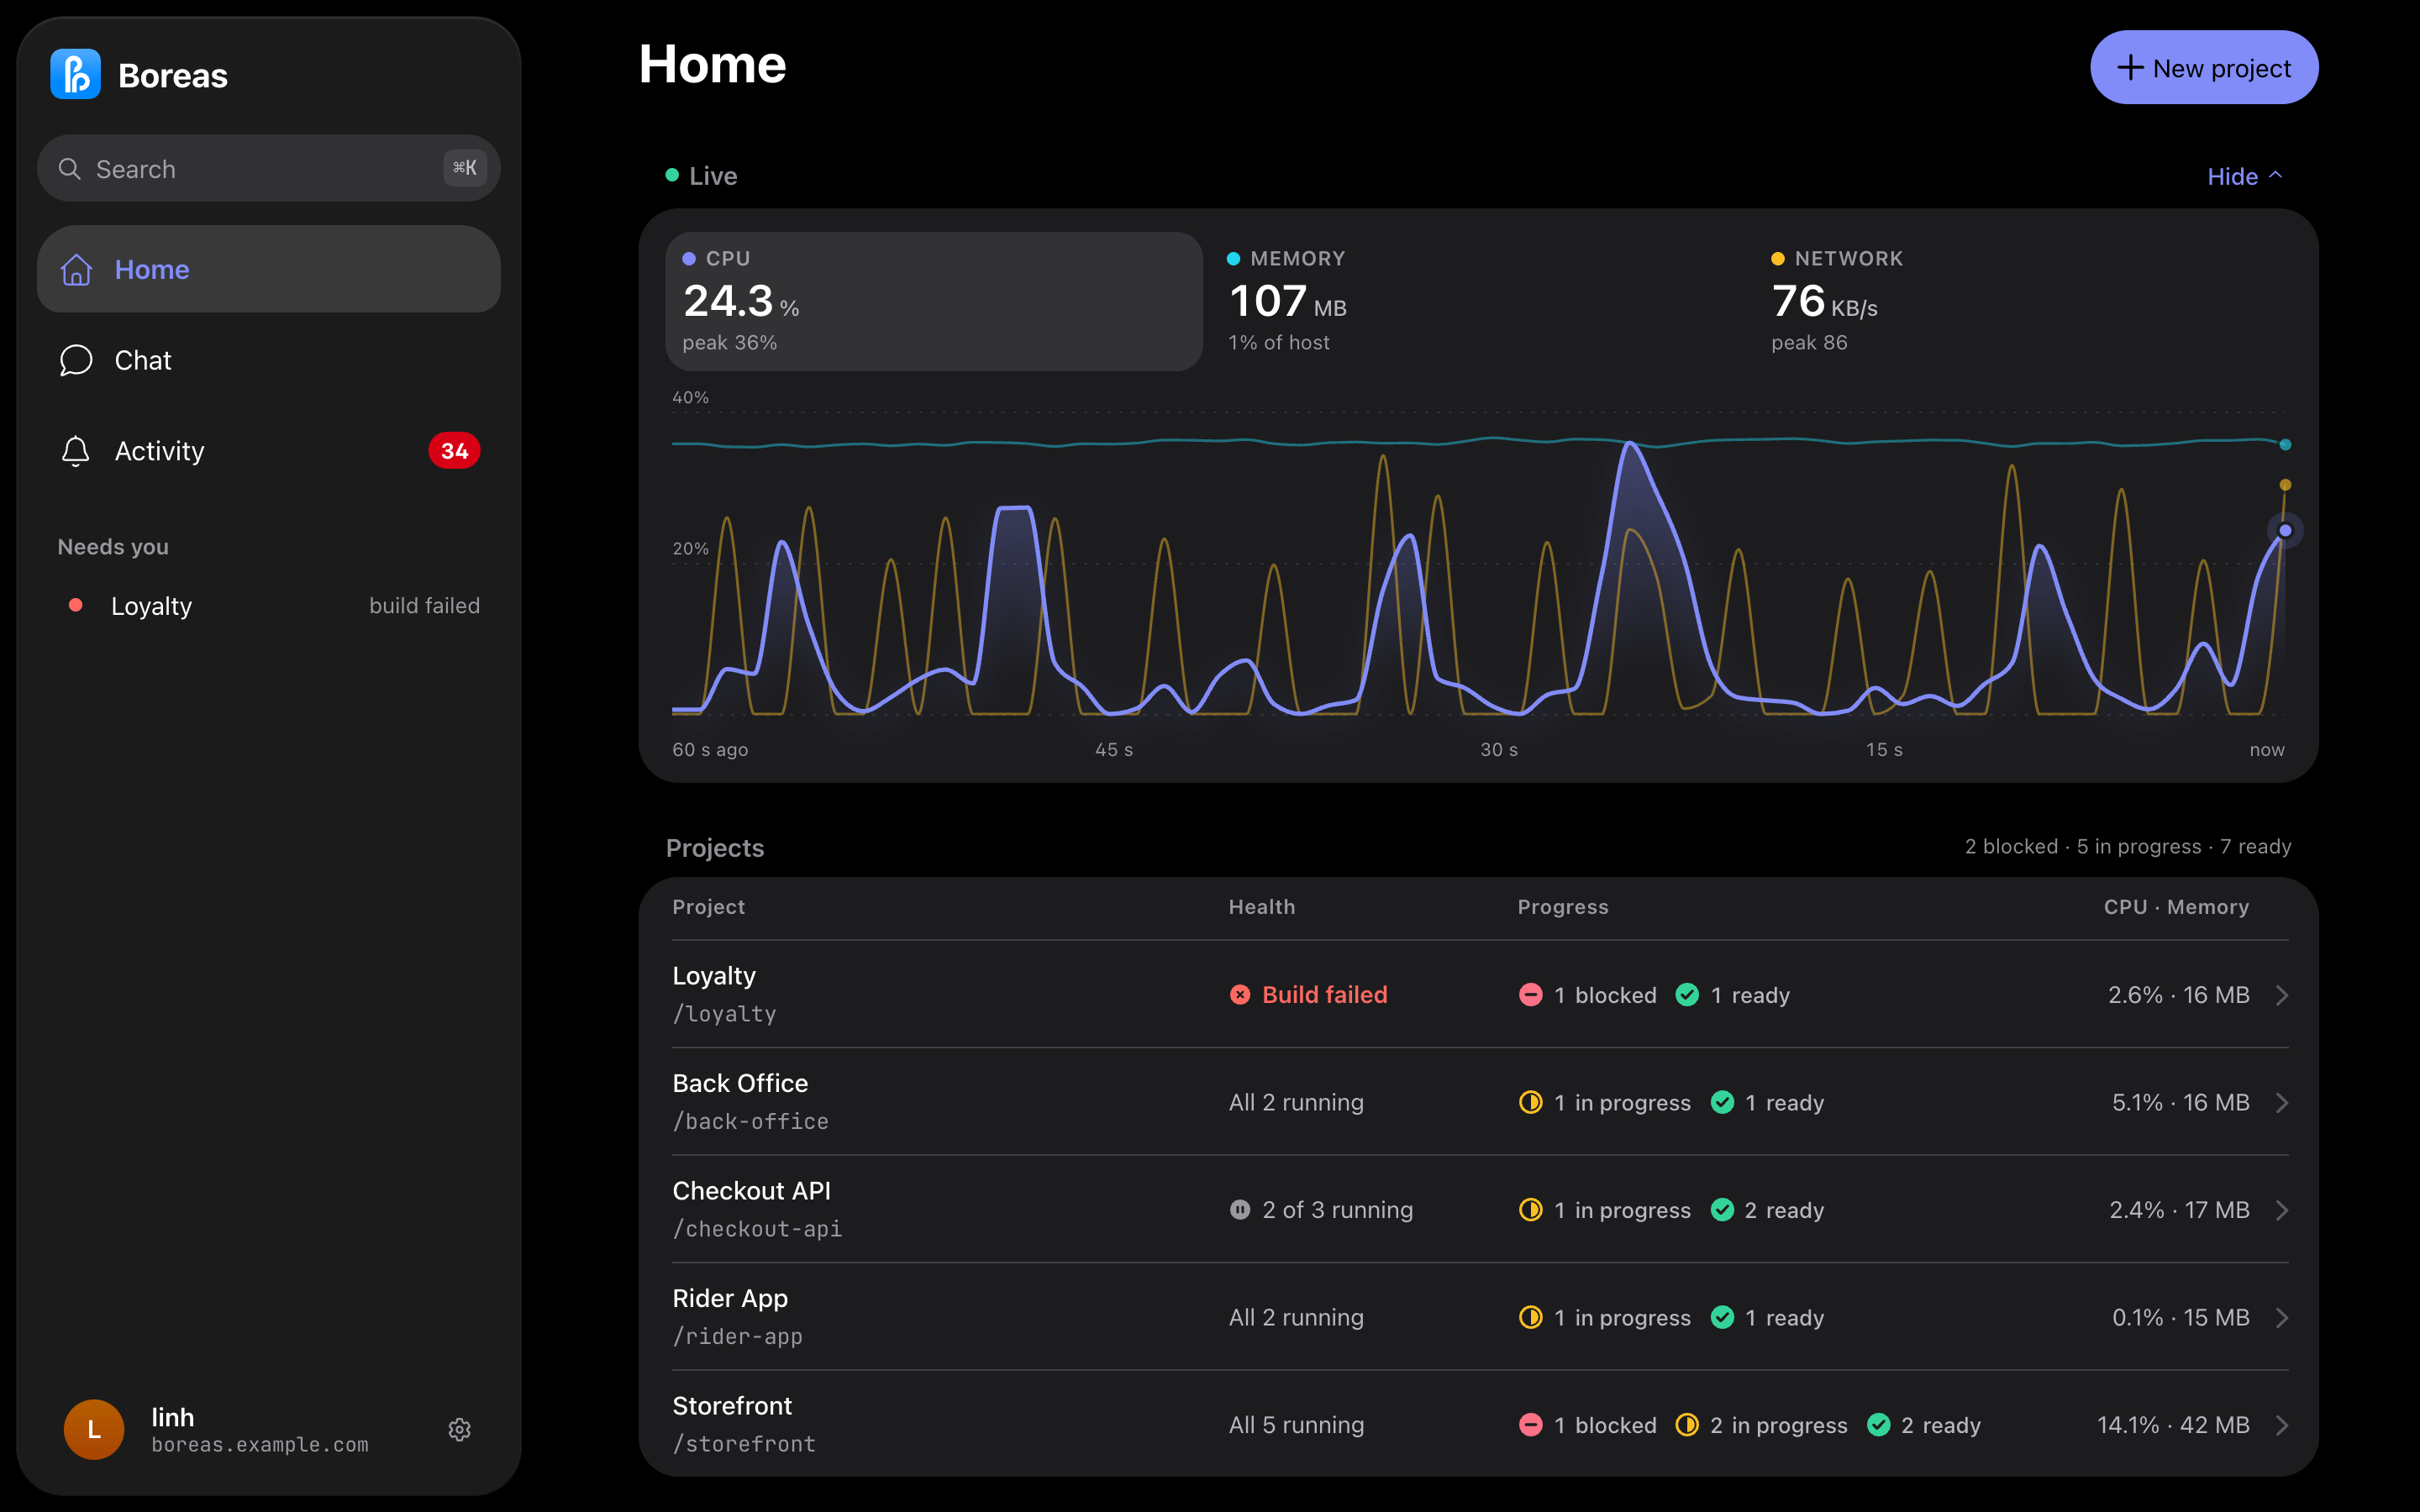 Boreas
Search ⌘K
Home
Chat
Activity 34
Needs you
Loyalty build failed
linh
boreas.example.com
L
Home
New project
Live
Hide
CPU
24.3 %
peak 36%
MEMORY
107 MB
1% of host
NETWORK
76 KB/s
peak 86
40%
20%
60 s ago 45 s 30 s 15 s now
Projects 2 blocked · 5 in progress · 7 ready
Project Health Progress CPU · Memory
Loyalty
/loyalty
Build failed 1 blocked 1 ready 2.6% · 16 MB
Back Office
/back-office
All 2 running 1 in progress 1 ready 5.1% · 16 MB
Checkout API
/checkout-api
2 of 3 running 1 in progress 2 ready 2.4% · 17 MB
Rider App
/rider-app
All 2 running 1 in progress 1 ready 0.1% · 15 MB
Storefront
/storefront
All 5 running 1 blocked 2 in progress 2 ready 14.1% · 42 MB